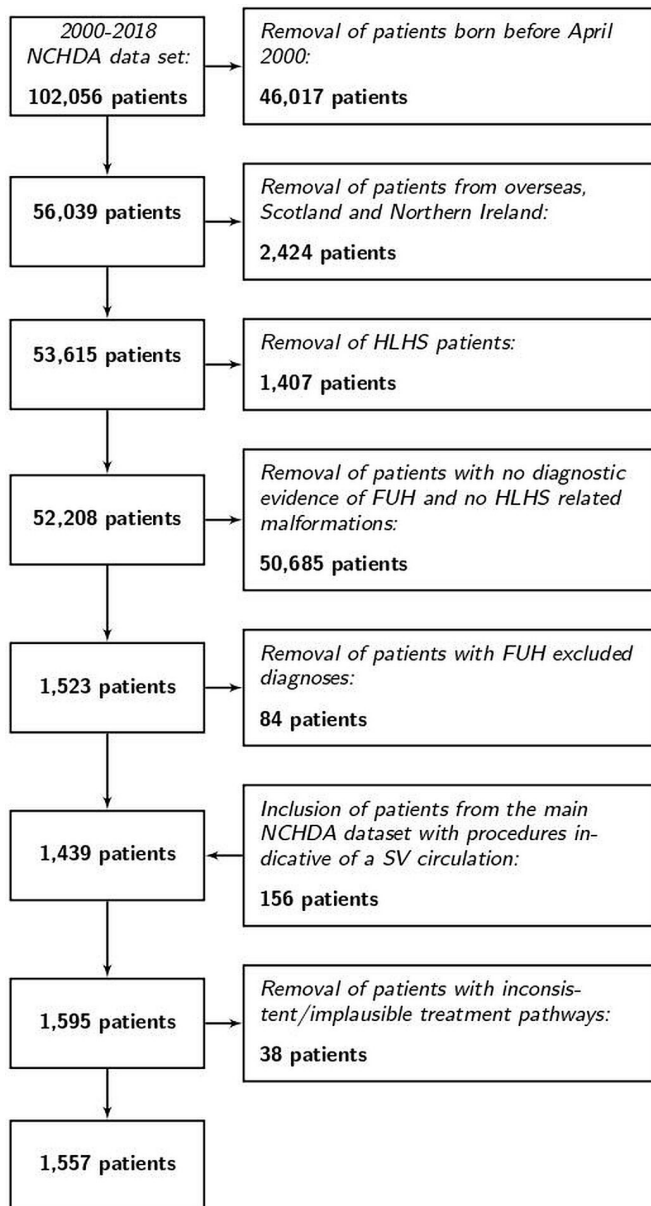 2000-2018
NCHDA data set:
102,056 patients
Removal of patients born before April
2000:
46,017 patients
56,039 patients
Removal of patients from overseas,
Scotland and Northern Ireland:
2,424 patients
53,615 patients
Removal of HLHS patients:
1,407 patients
52,208 patients
Removal of patients with no diagnostic
evidence of FUH and no HLHS related
malformations:
50,685 patients
1,523 patients
Removal of patients with FUH excluded
diagnoses:
84 patients
1,439 patients
Inclusion of patients from the main
NCHDA dataset with procedures in-
dicative of a SV circulation:
156 patients
1,595 patients
Removal of patients with inconsis-
tent/implausible treatment pathways:
38 patients
1,557 patients